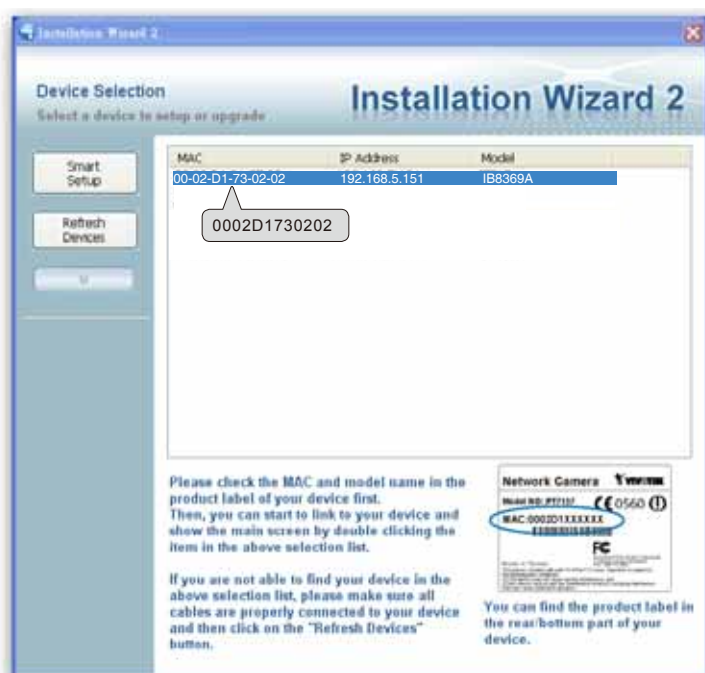 Installation Wizard 2
Device Selection
Select a device to setup or upgrade
Installation Wizard 2
Smart
Setup
Refresh
Devices
MAC IP Address Model
00-02-D1-73-02-02 192.168.5.151 IB8369A
0002D1730202
Please check the MAC and model name in the
product label of your device first.
Then, you can start to link to your device and
show the main screen by double clicking the
item in the above selection list.
If you are not able to find your device in the
above selection list, please make sure all
cables are properly connected to your device
and then click on the "Refresh Devices"
button.
Network Camera VIVOTEK
Model NO: PT7137 CE0560
MAC:0002D1XXXXXX
FC
You can find the product label in
the rear/bottom part of your
device.